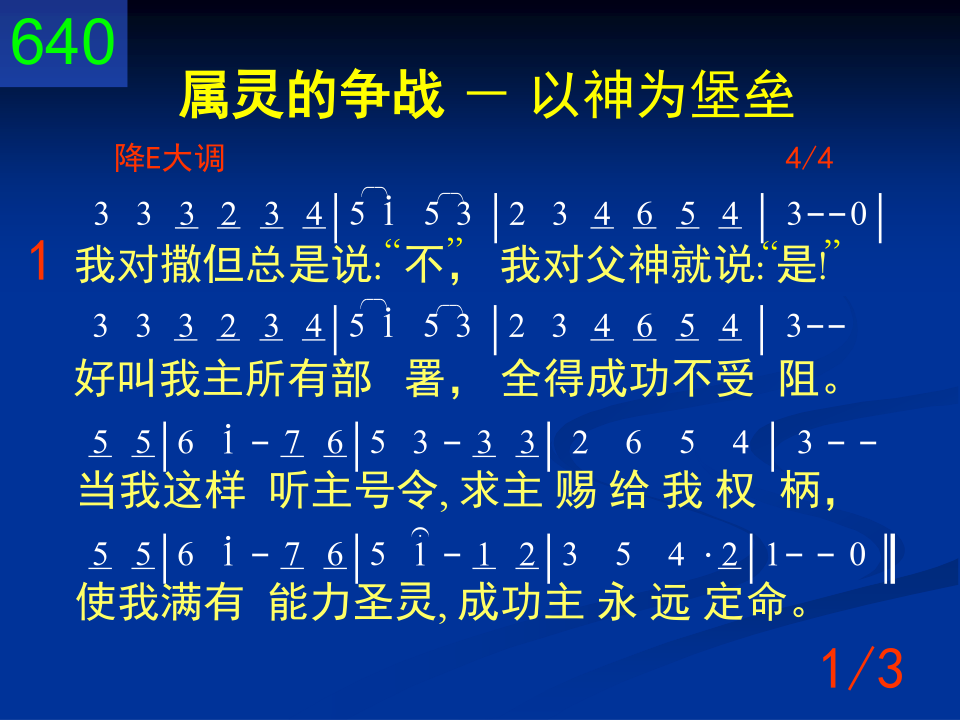 640
属灵的争战 — 以神为堡垒
降E大调 4/4
3 3 3 2 3 4|5 i 5 3 |2 3 4 6 5 4| 3--0|
1 我对撒但总是说:“不”, 我对父神就说:“是!”
3 3 3 2 3 4|5 i 5 3 |2 3 4 6 5 4| 3--
好叫我主所有部 署, 全得成功不受 阻。
5 5|6 i - 7 6|5 3 - 3 3| 2 6 5 4| 3 - -
当我这样 听主号令, 求主 赐 给 我 权 柄,
5 5|6 i - 7 6|5 i - 1 2|3 5 4 · 2|1- - 0‖
使我满有 能力圣灵, 成功主 永 远 定命。
1/3